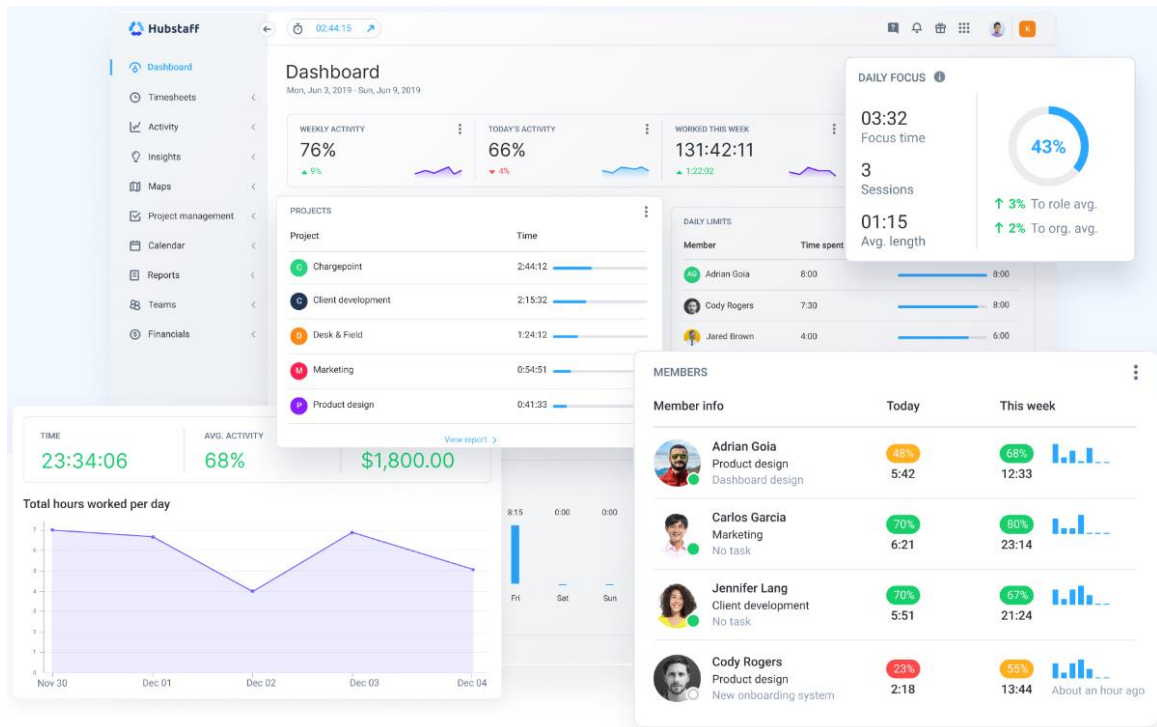 Hubstaff
02:44:15
K
Dashboard
Timesheets
Activity
Insights
Maps
Project management
Calendar
Reports
Teams
Financials
Dashboard
Mon, Jun 3, 2019 - Sun, Jun 9, 2019
WEEKLY ACTIVITY
76%
9%
TODAY'S ACTIVITY
66%
4%
WORKED THIS WEEK
131:42:11
1:22:02
DAILY FOCUS
03:32
Focus time
3
Sessions
01:15
Avg. length
43%
3% To role avg.
2% To org. avg.
PROJECTS
Project Time
C Chargepoint 2:44:12
C Client development 2:15:32
D Desk & Field 1:24:12
M Marketing 0:54:51
P Product design 0:41:33
View report
DAILY LIMITS
Member Time spent
AG Adrian Goia 8:00 8:00
Cody Rogers 7:30 8:00
Jared Brown 4:00 6:00
TIME
23:34:06
AVG. ACTIVITY
68%
$1,800.00
Total hours worked per day
7
6
5
4
3
2
1
0
Nov 30 Dec 01 Dec 02 Dec 03 Dec 04
8:15 0:00 0:00
Fri Sat Sun
MEMBERS
Member info Today This week
Adrian Goia
Product design
Dashboard design
48%
5:42
68%
12:33
Carlos Garcia
Marketing
No task
70%
6:21
80%
23:14
Jennifer Lang
Client development
No task
70%
5:51
67%
21:24
Cody Rogers
Product design
New onboarding system
23%
2:18
55%
13:44
About an hour ago